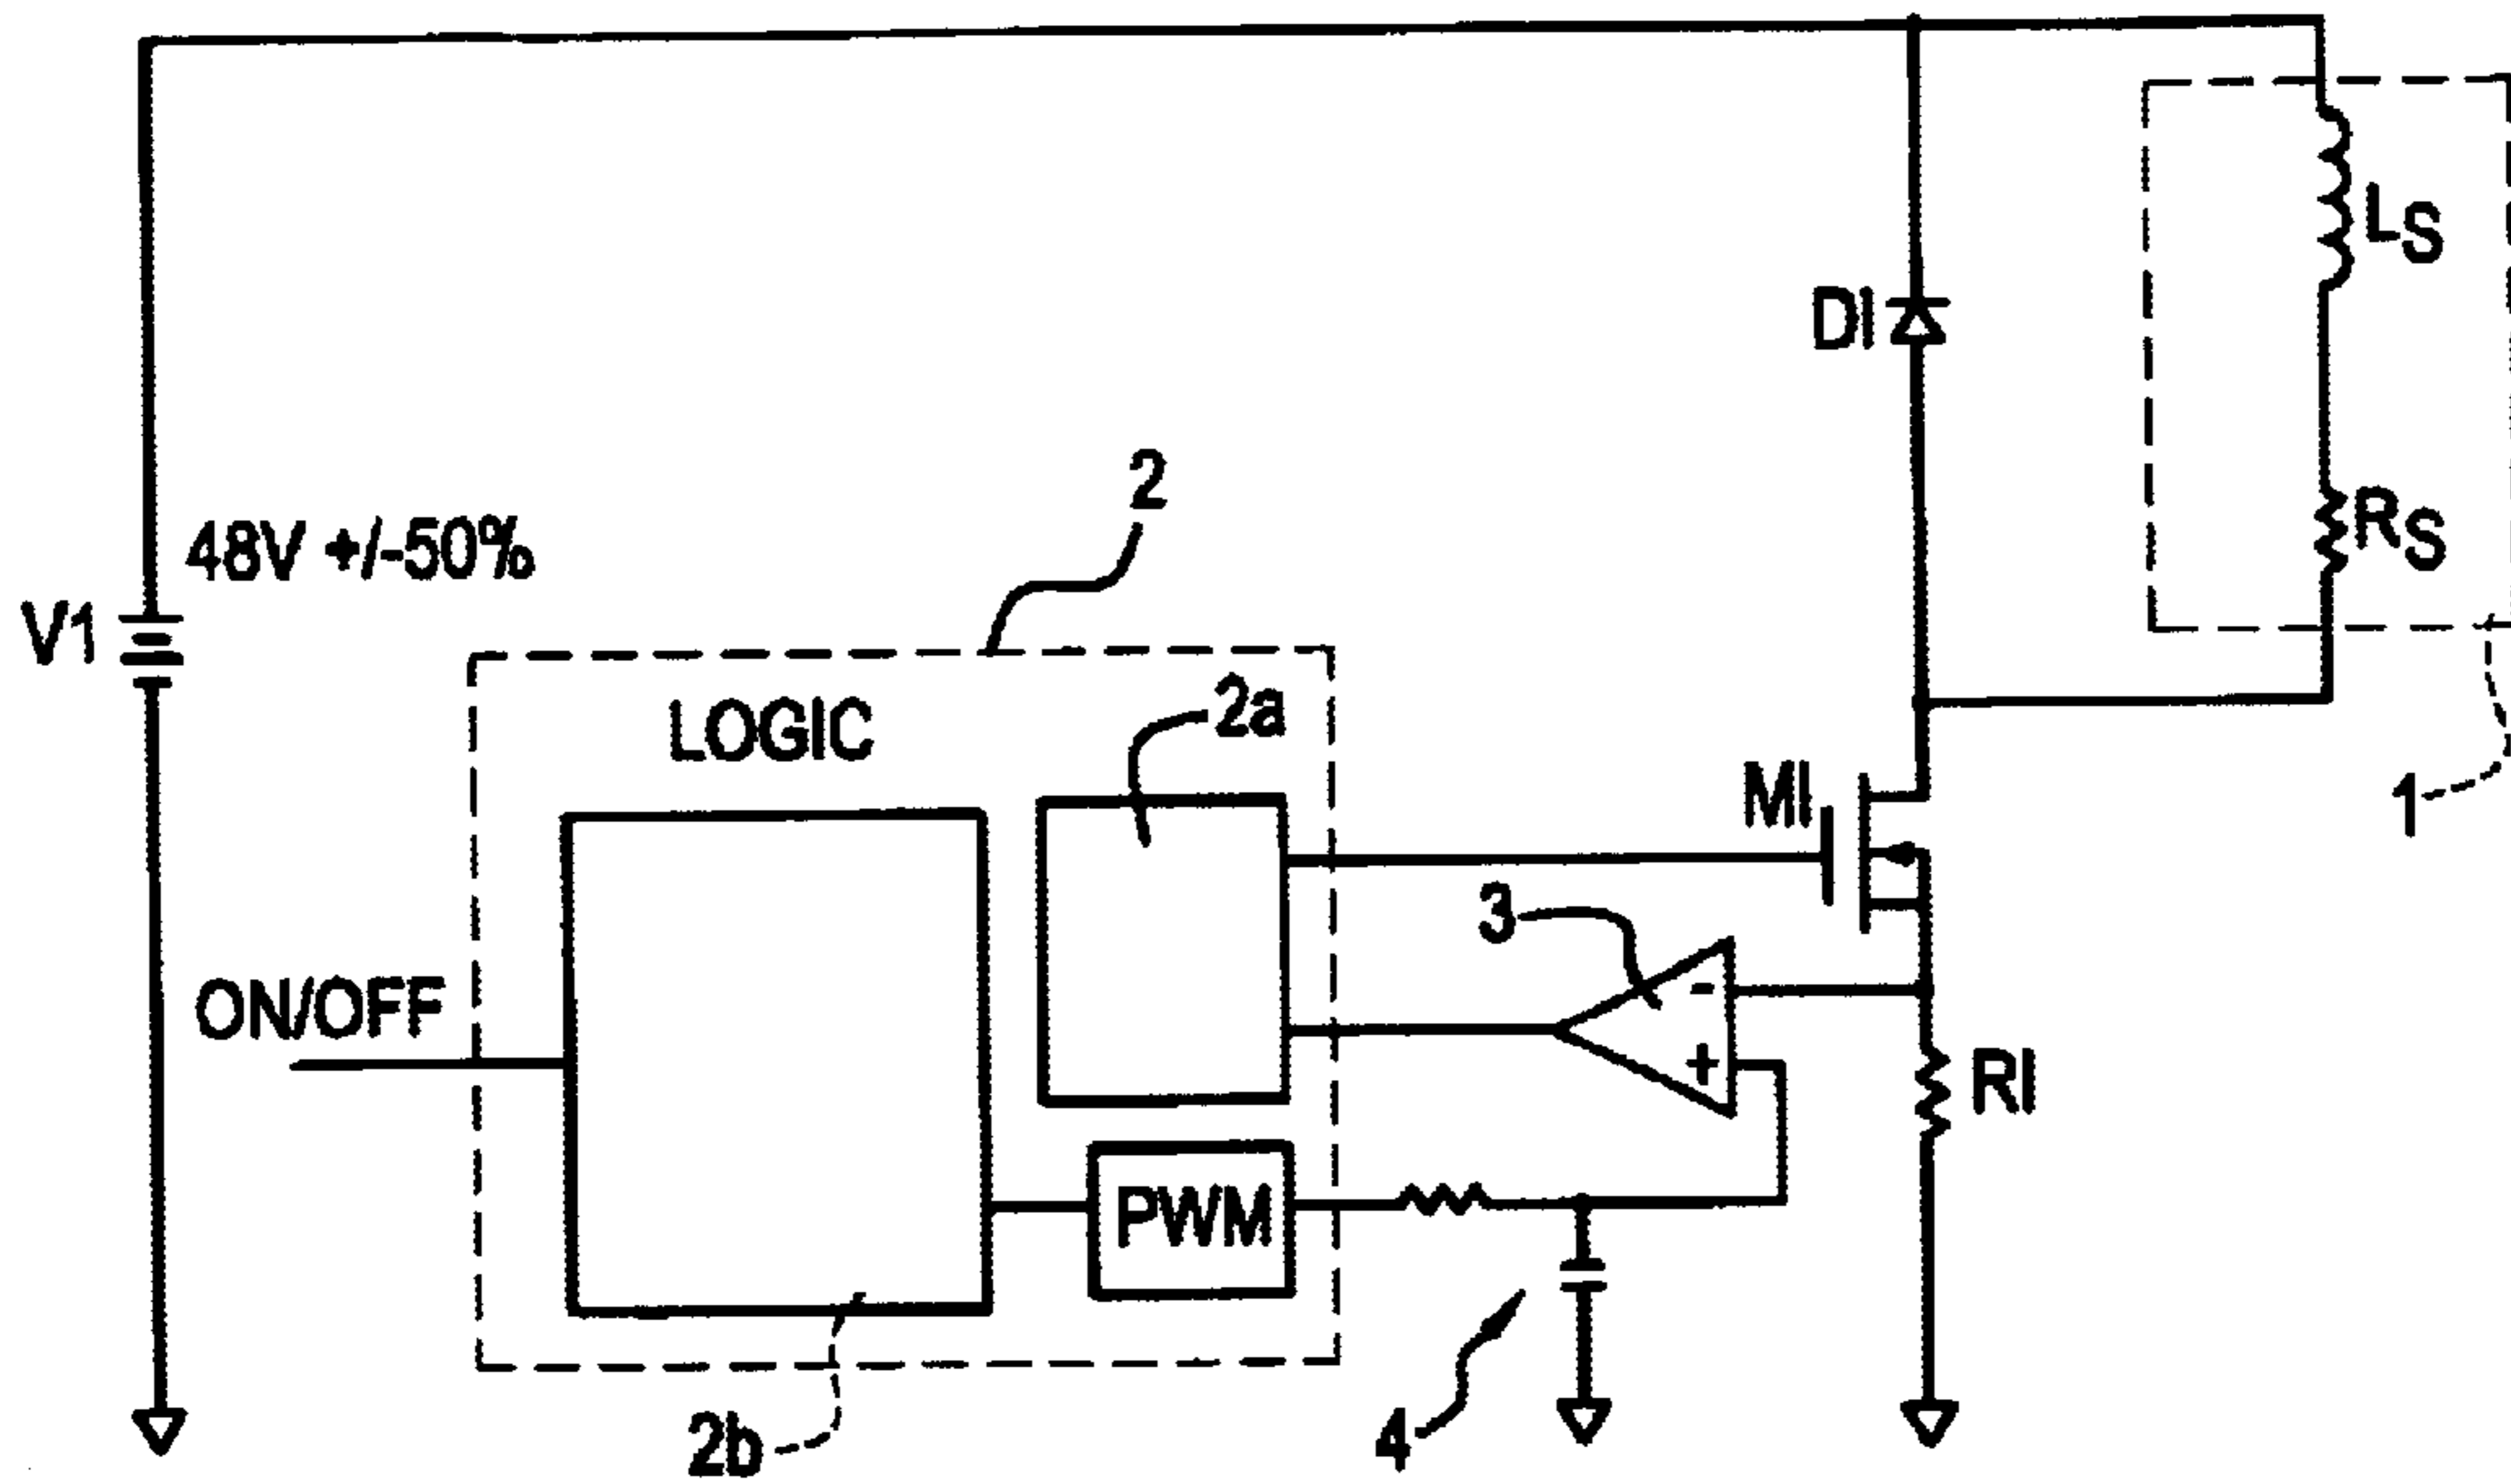 LS
DI
2
48V +/-50%
RS
V1
2a
LOGIC
MI
1
3
-
ON/OFF
+
RI
PWM
4
2b